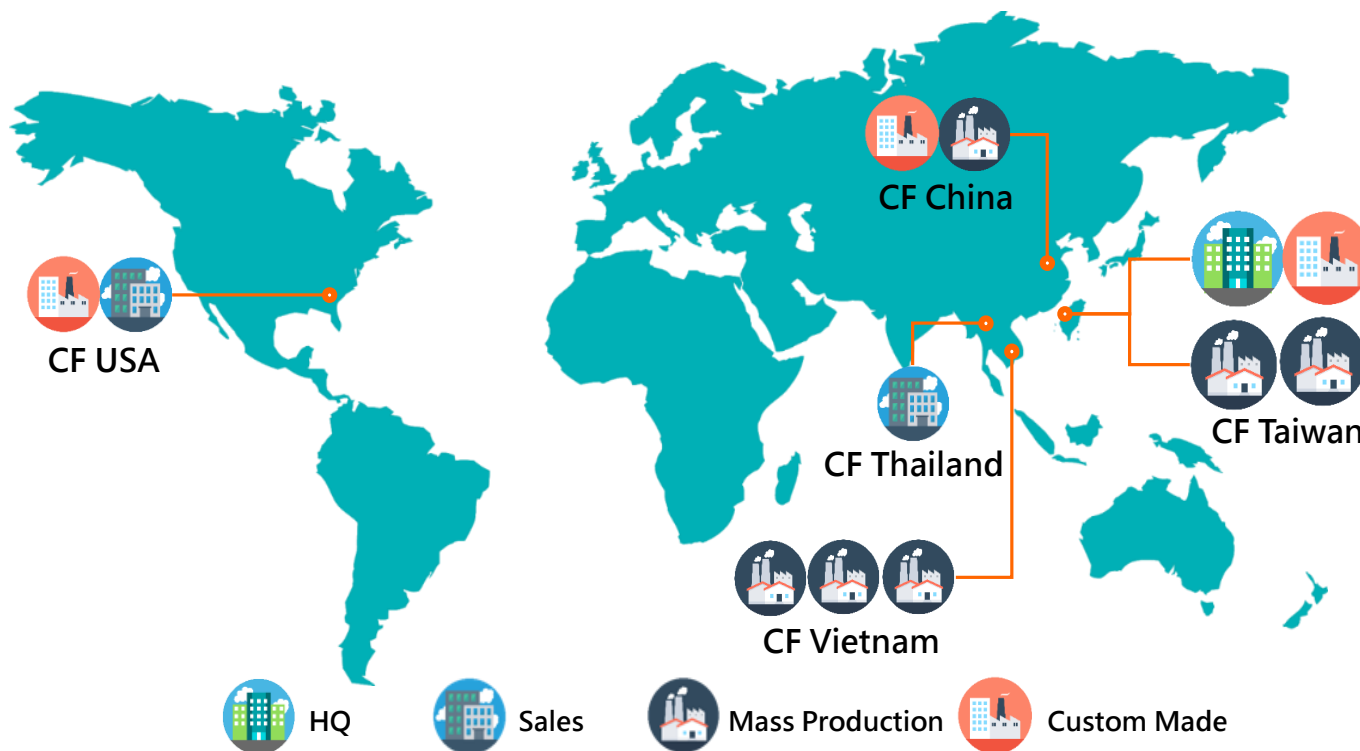 CF China
CF USA
CF Taiwan
CF Thailand
CF Vietnam
HQ
Sales
Mass Production
Custom Made